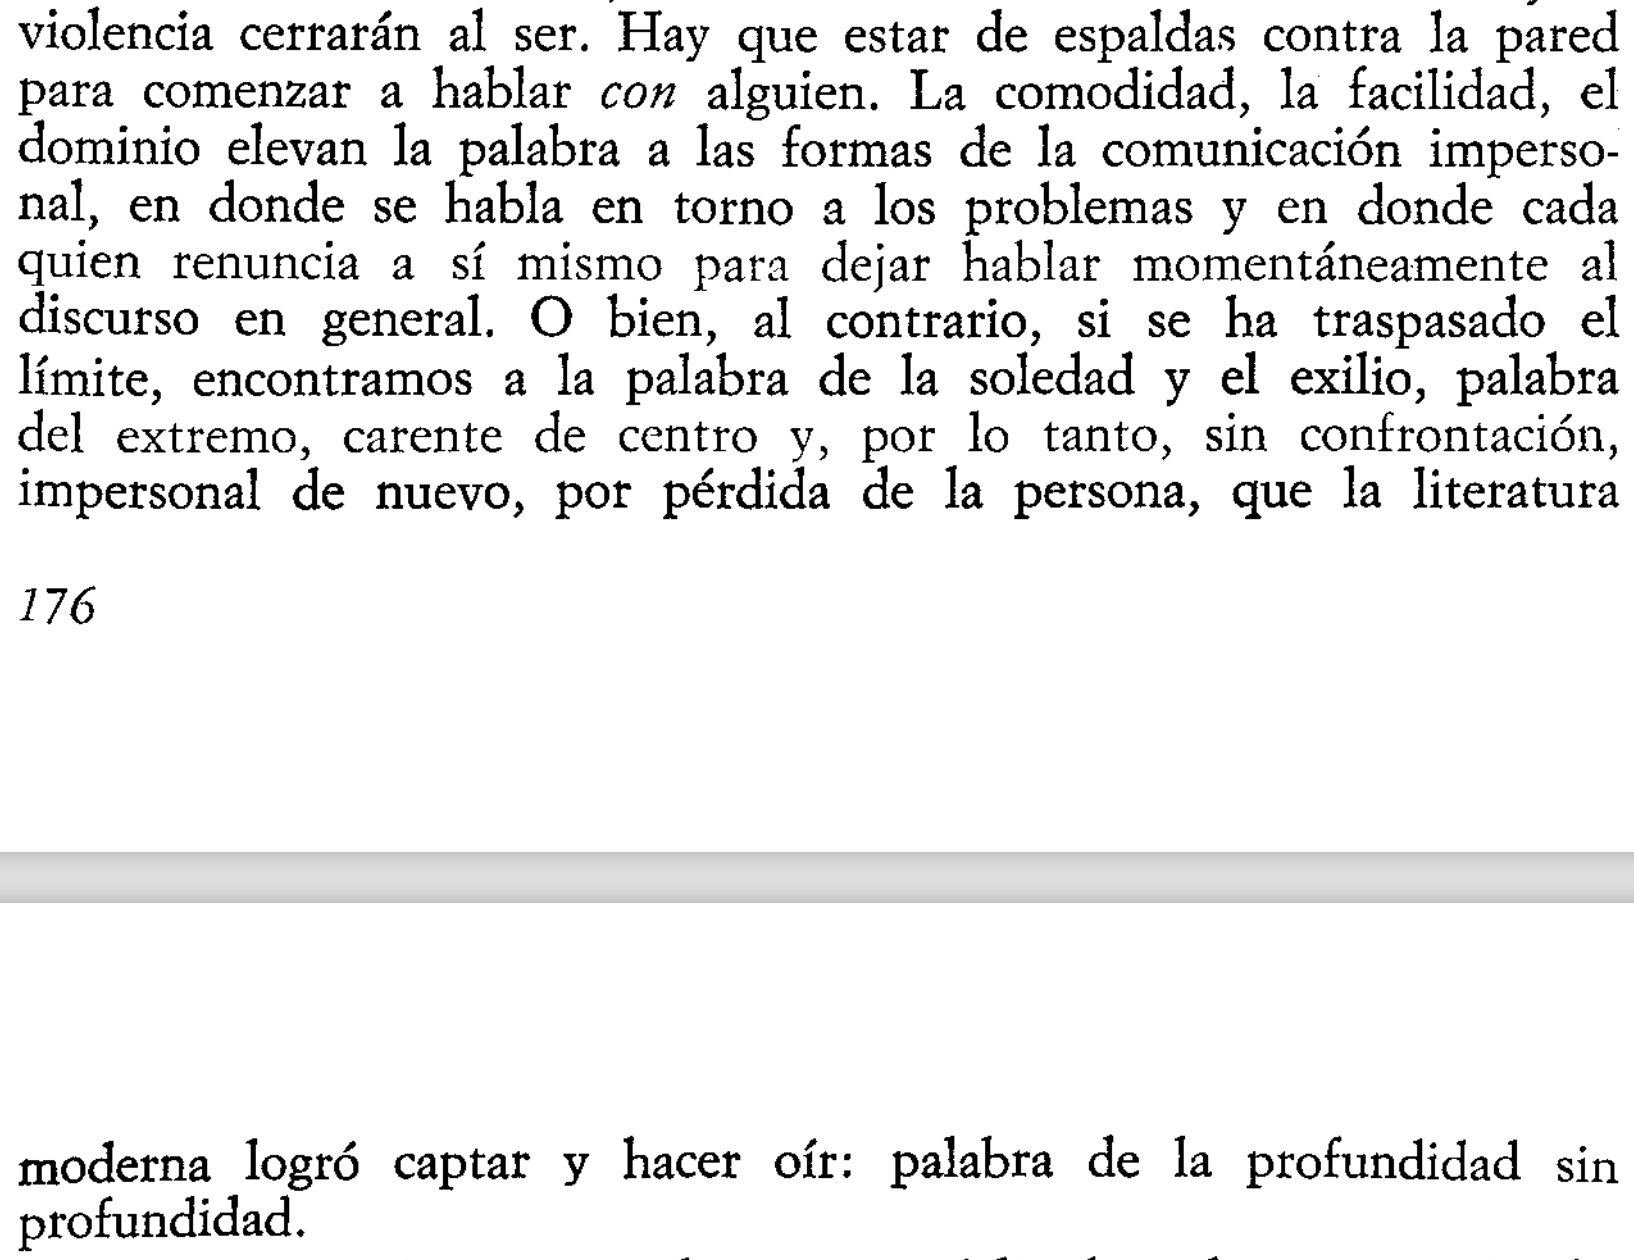 violencia cerrarán al ser. Hay que estar de espaldas contra la pared
para comenzar a hablar con alguien. La comodidad, la facilidad, el
dominio elevan la palabra a las formas de la comunicación imperso-
nal, en donde se habla en torno a los problemas y en donde cada
quien renuncia a sí mismo para dejar hablar momentáneamente al
discurso en general. O bien, al contrario, si se ha traspasado el
límite, encontramos a la palabra de la soledad y el exilio, palabra
del extremo, carente de centro y, por lo tanto, sin confrontación,
impersonal de nuevo, por pérdida de la persona, que la literatura
176
moderna logró captar y hacer oír: palabra de la profundidad sin
profundidad.